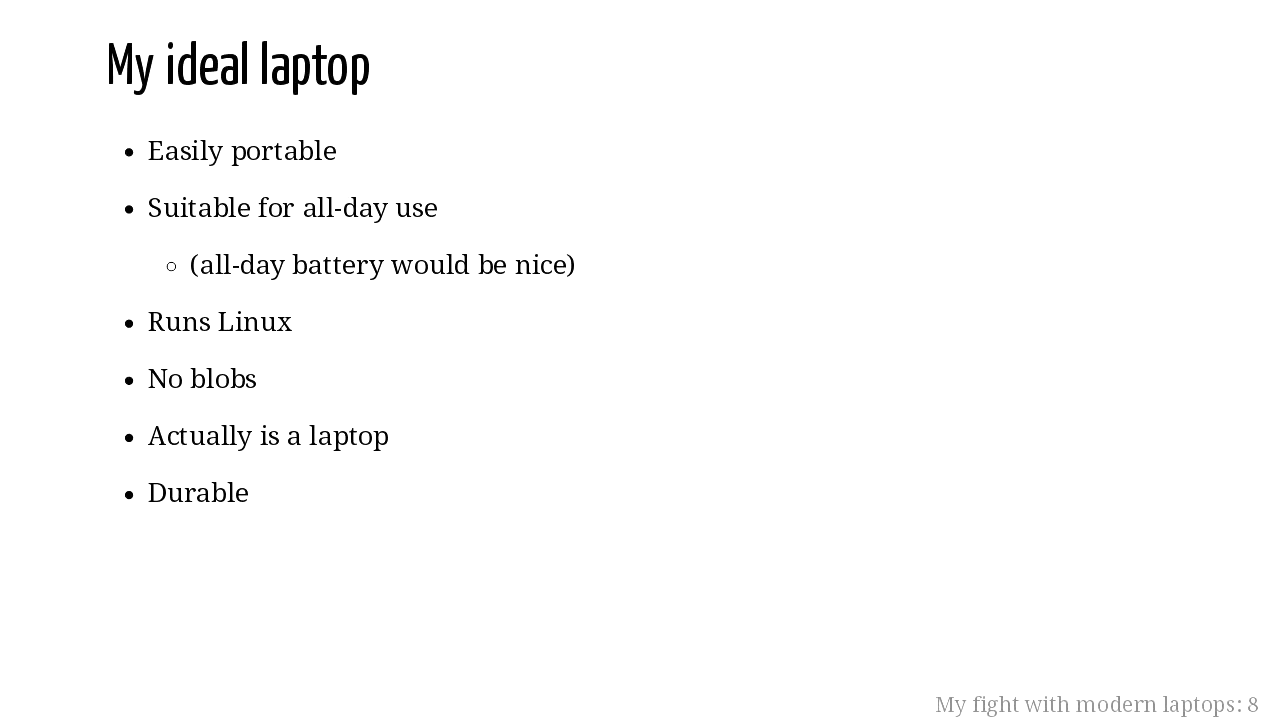 My ideal laptop
• Easily portable
• Suitable for all-day use
○ (all-day battery would be nice)
• Runs Linux
• No blobs
• Actually is a laptop
• Durable
My fight with modern laptops: 8